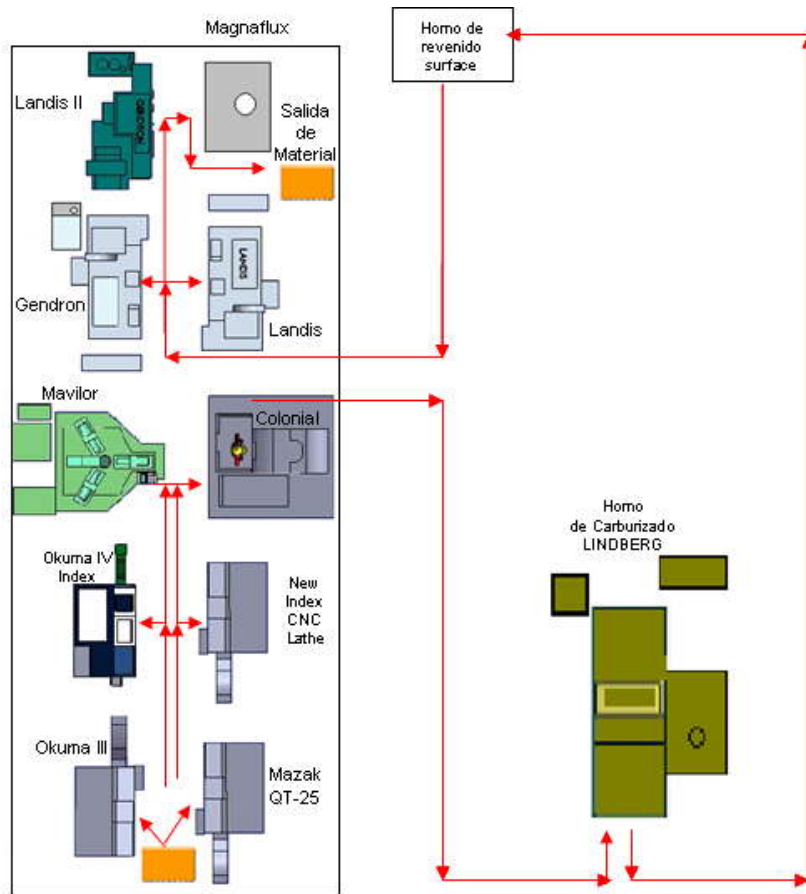 Magnaflux
Horno de
revenido
surface
Landis II
Salida
de
Material
LANDIS
Gendron
Landis
Mavilor
Colonial
Horno
de Carburizado
LINDBERG
Okuma IV
Index
New
Index
CNC
Lathe
Okuma III
Mazak
QT-25